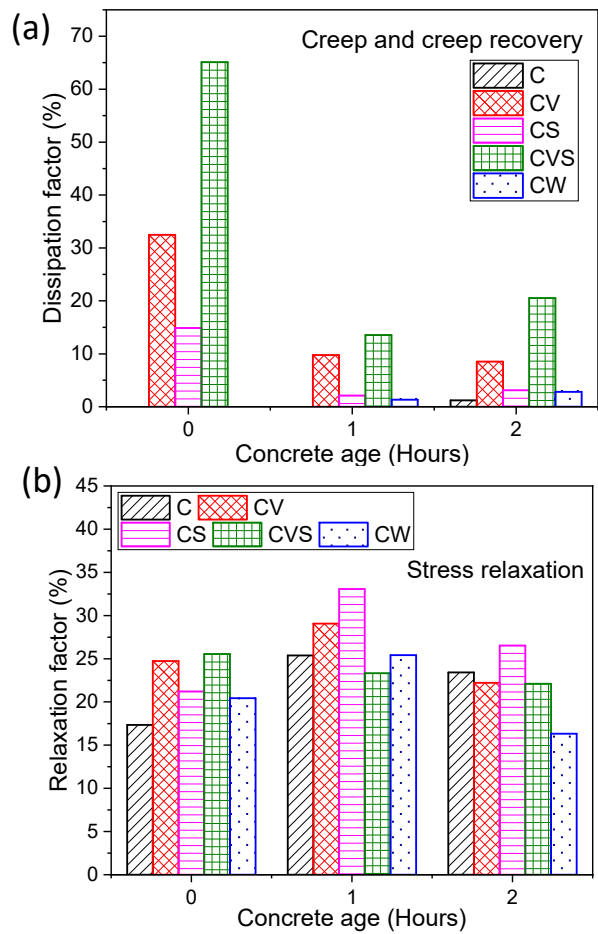 (a)
Creep and creep recovery
C
CV
CS
CVS
CW
Dissipation factor (%)
70
60
50
40
30
20
10
0
0 1 2
Concrete age (Hours)
(b)
C CV
CS CVS CW
Stress relaxation
Relaxation factor (%)
45
40
35
30
25
20
15
10
5
0
0 1 2
Concrete age (Hours)